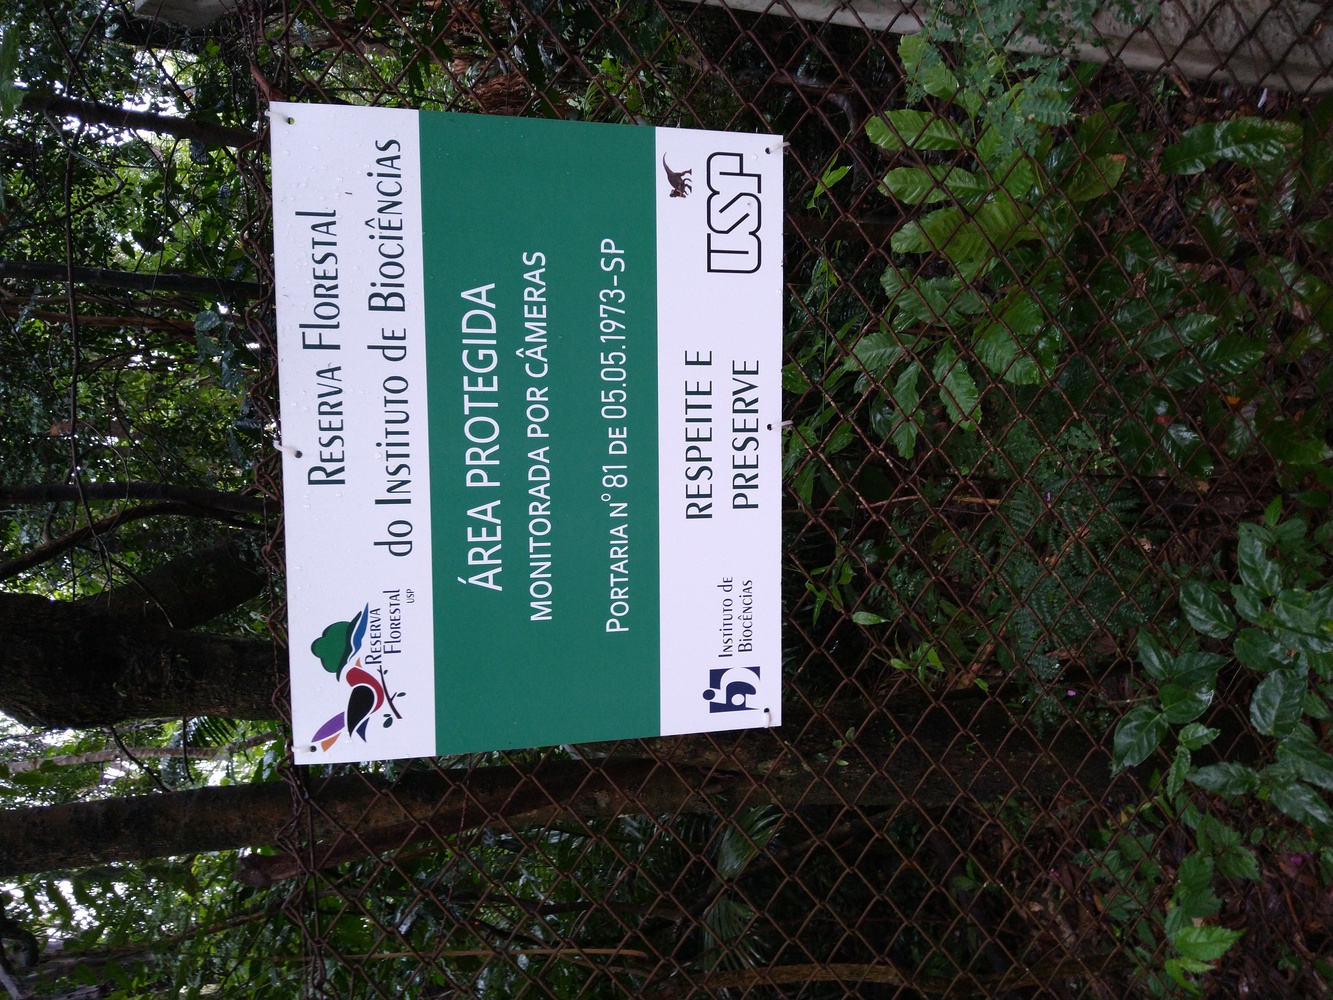 Reserva Florestal
USP
Reserva Florestal
do Instituto de Biociências
ÁREA PROTEGIDA
MONITORADA POR CÂMERAS
Portaria nº 81 de 05.05.1973-SP
Instituto de
Biocências
RESPEITE E
PRESERVE
USP